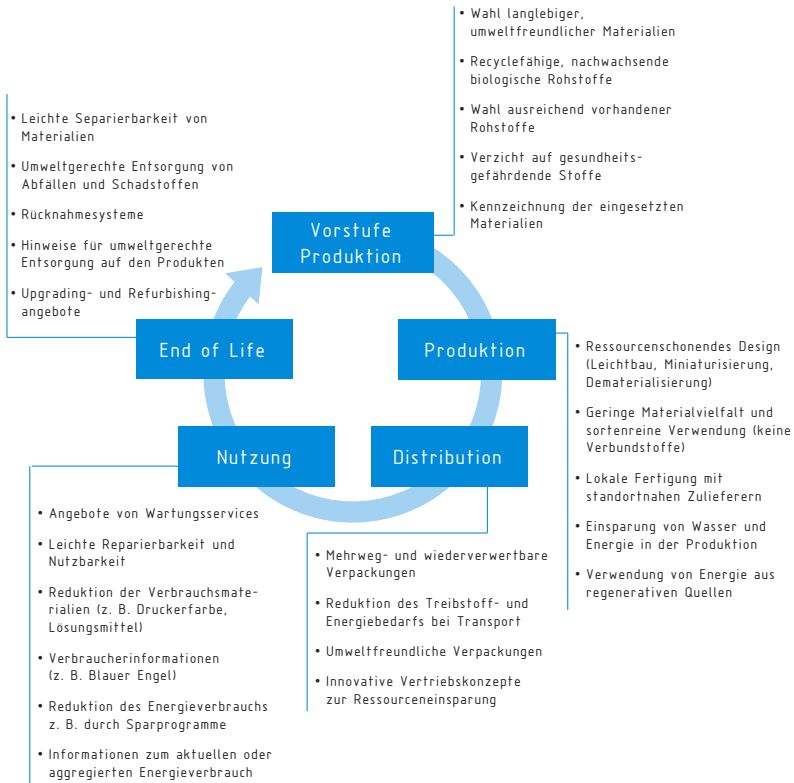 • Wahl langlebiger,
umweltfreundlicher Materialien
• Recyclefähige, nachwachsende
biologische Rohstoffe
• Wahl ausreichend vorhandener
Rohstoffe
• Verzicht auf gesundheits-
gefährdende Stoffe
• Kennzeichnung der eingesetzten
Materialien
Vorstufe
Produktion
• Leichte Separierbarkeit von
Materialien
• Umweltgerechte Entsorgung von
Abfällen und Schadstoffen
• Rücknahmesysteme
• Hinweise für umweltgerechte
Entsorgung auf den Produkten
• Upgrading- und Refurbishing-
angebote
End of Life
Produktion
• Ressourcenschonendes Design
(Leichtbau, Miniaturisierung,
Dematerialisierung)
• Geringe Materialvielfalt und
sortenreine Verwendung (keine
Verbundstoffe)
• Lokale Fertigung mit
standortnahen Zulieferern
• Einsparung von Wasser und
Energie in der Produktion
• Verwendung von Energie aus
regenerativen Quellen
Nutzung
• Angebote von Wartungsservices
• Leichte Reparierbarkeit und
Nutzbarkeit
• Reduktion der Verbrauchsmate-
rialien (z. B. Druckerfarbe,
Lösungsmittel)
• Verbraucherinformationen
(z. B. Blauer Engel)
• Reduktion des Energieverbrauchs
z. B. durch Sparprogramme
• Informationen zum aktuellen oder
aggregierten Energieverbrauch
Distribution
• Mehrweg- und wiederverwertbare
Verpackungen
• Reduktion des Treibstoff- und
Energiebedarfs bei Transport
• Umweltfreundliche Verpackungen
• Innovative Vertriebskonzepte
zur Ressourceneinsparung